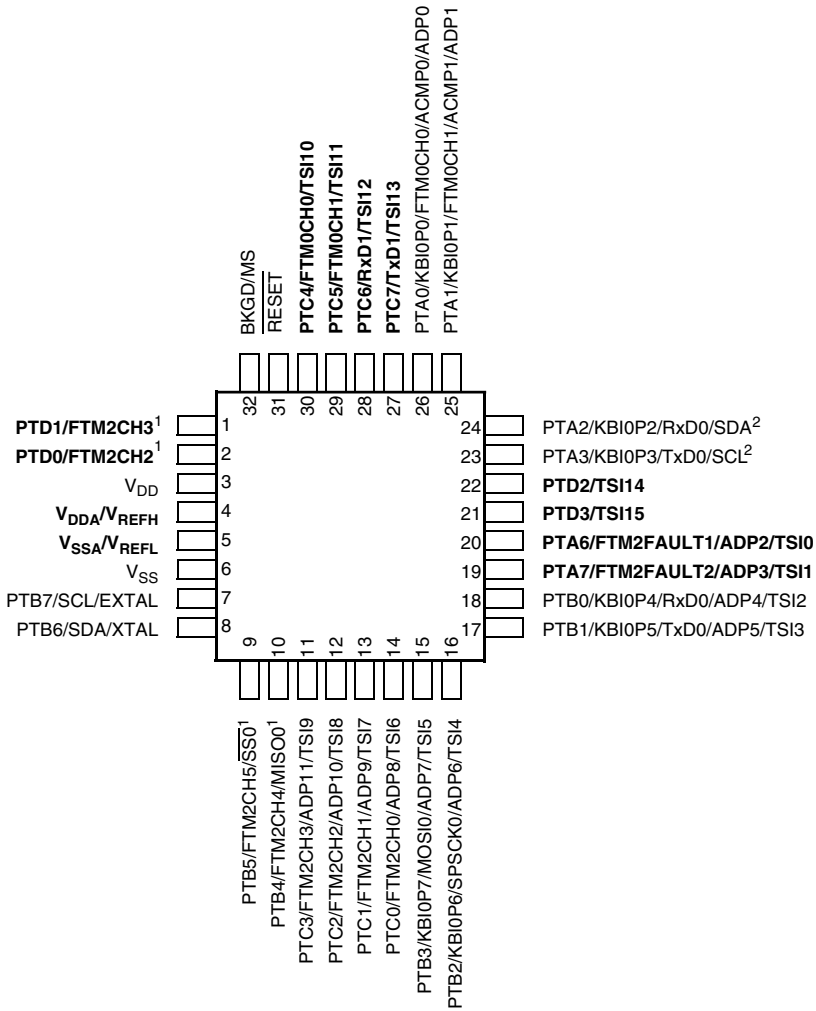 BKGD/MS
RESET
PTC4/FTM0CH0/TSI10
PTC5/FTM0CH1/TSI11
PTC6/RxD1/TSI12
PTC7/TxD1/TSI13
PTA0/KBI0P0/FTM0CH0/ACMP0/ADP0
PTA1/KBI0P1/FTM0CH1/ACMP1/ADP1
32
31
30
29
28
27
26
25
PTD1/FTM2CH3¹
1
24
PTA2/KBI0P2/RxD0/SDA²
PTD0/FTM2CH2¹
2
23
PTA3/KBI0P3/TxD0/SCL²
VDD
3
22
PTD2/TSI14
VDDA/VREFH
4
21
PTD3/TSI15
VSSA/VREFL
5
20
PTA6/FTM2FAULT1/ADP2/TSI0
VSS
6
19
PTA7/FTM2FAULT2/ADP3/TSI1
PTB7/SCL/EXTAL
7
18
PTB0/KBI0P4/RxD0/ADP4/TSI2
PTB6/SDA/XTAL
8
17
PTB1/KBI0P5/TxD0/ADP5/TSI3
9
10
11
12
13
14
15
16
PTB5/FTM2CH5/SS0¹
PTB4/FTM2CH4/MISO0¹
PTC3/FTM2CH3/ADP11/TSI9
PTC2/FTM2CH2/ADP10/TSI8
PTC1/FTM2CH1/ADP9/TSI7
PTC0/FTM2CH0/ADP8/TSI6
PTB3/KBI0P7/MOSI0/ADP7/TSI5
PTB2/KBI0P6/SPSCK0/ADP6/TSI4